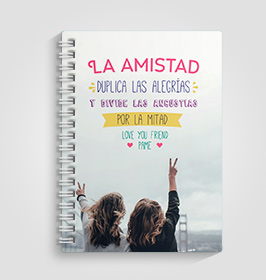 LA AMISTAD
DUPLICA LAS ALEGRÍAS
Y DIVIDE LAS ANGUSTIAS
POR LA MITAD
LOVE YOU FRIEND
PAME